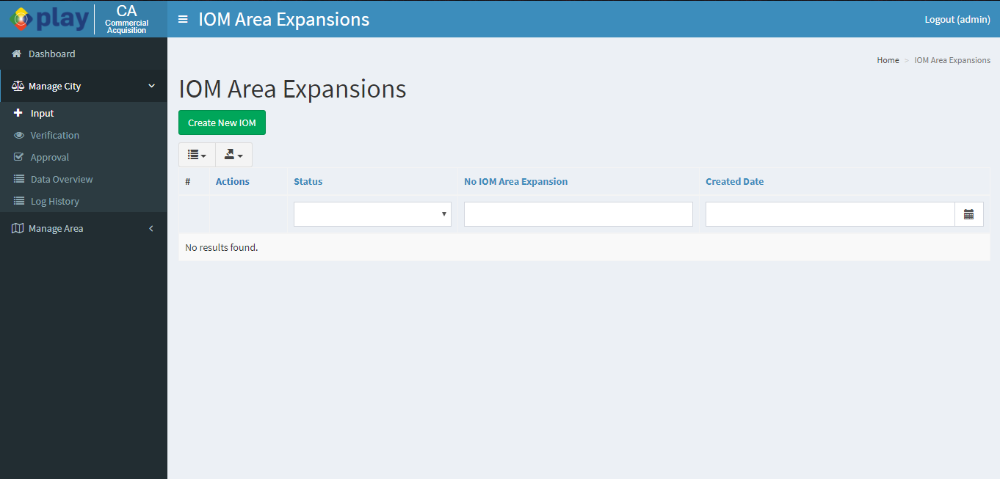 play
CA
Commercial
Acquisition
IOM Area Expansions
Logout (admin)
Dashboard
Manage City
Input
Verification
Approval
Data Overview
Log History
Manage Area
Home > IOM Area Expansions
IOM Area Expansions
Create New IOM
# Actions Status No IOM Area Expansion Created Date
No results found.